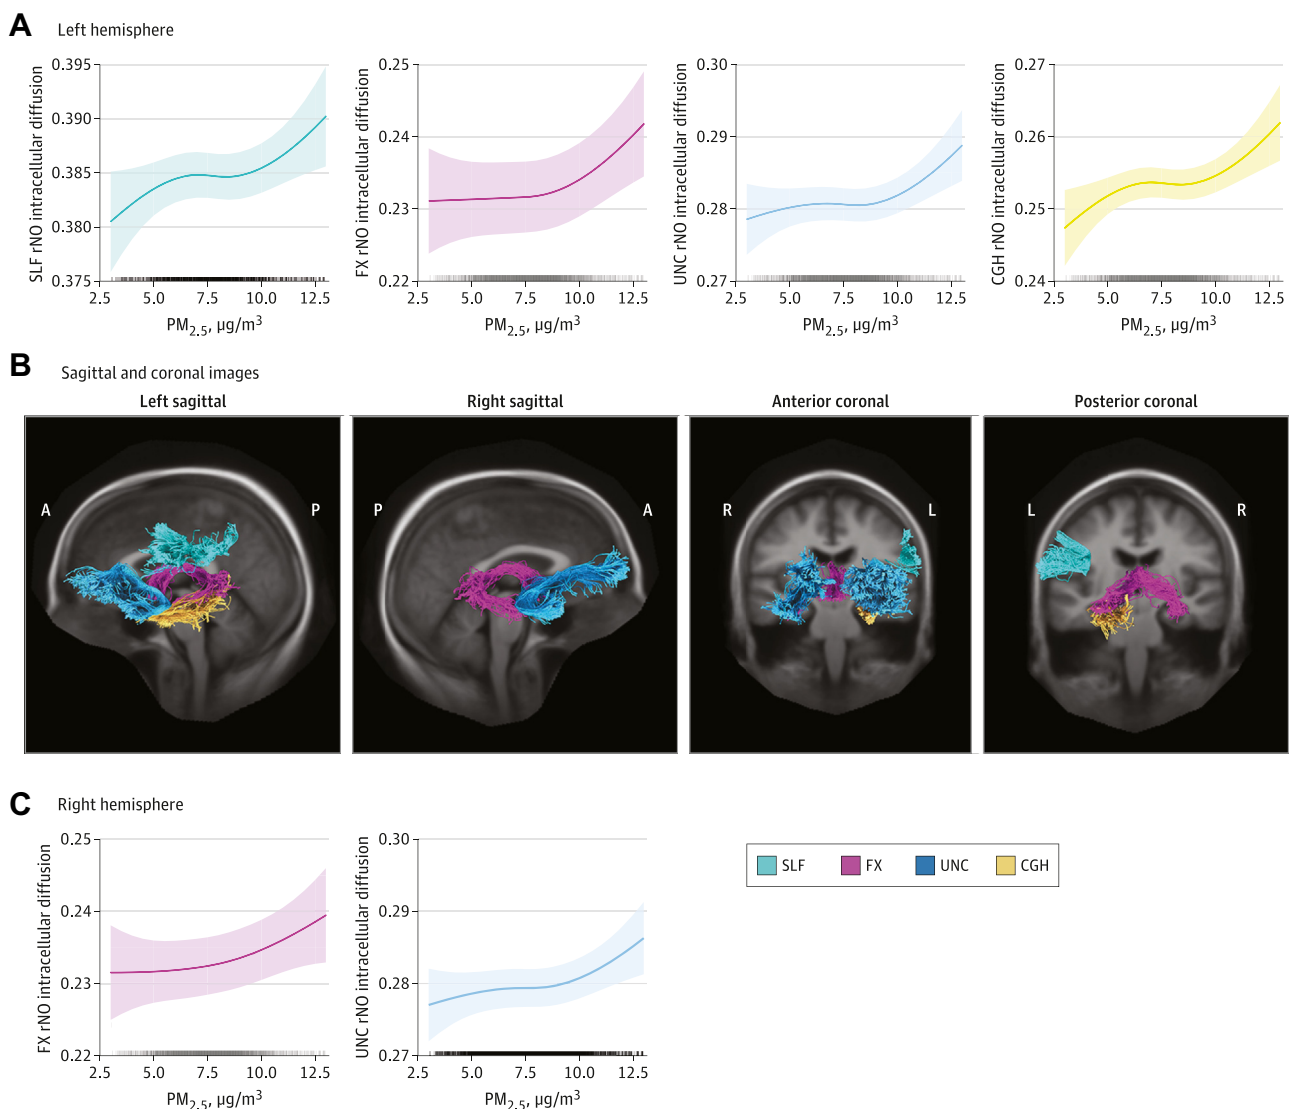 A Left hemisphere
SLF rNO intracellular diffusion
0.395
0.390
0.385
0.380
0.375
2.5 5.0 7.5 10.0 12.5
PM2.5, µg/m3
FX rNO intracellular diffusion
0.25
0.24
0.23
0.22
2.5 5.0 7.5 10.0 12.5
PM2.5, µg/m3
UNC rNO intracellular diffusion
0.30
0.29
0.28
0.27
2.5 5.0 7.5 10.0 12.5
PM2.5, µg/m3
CGH rNO intracellular diffusion
0.27
0.26
0.25
0.24
2.5 5.0 7.5 10.0 12.5
PM2.5, µg/m3
B Sagittal and coronal images
Left sagittal
A P
Right sagittal
P A
Anterior coronal
R L
Posterior coronal
L R
C Right hemisphere
FX rNO intracellular diffusion
0.25
0.24
0.23
0.22
2.5 5.0 7.5 10.0 12.5
PM2.5, µg/m3
UNC rNO intracellular diffusion
0.30
0.29
0.28
0.27
2.5 5.0 7.5 10.0 12.5
PM2.5, µg/m3
SLF FX UNC CGH